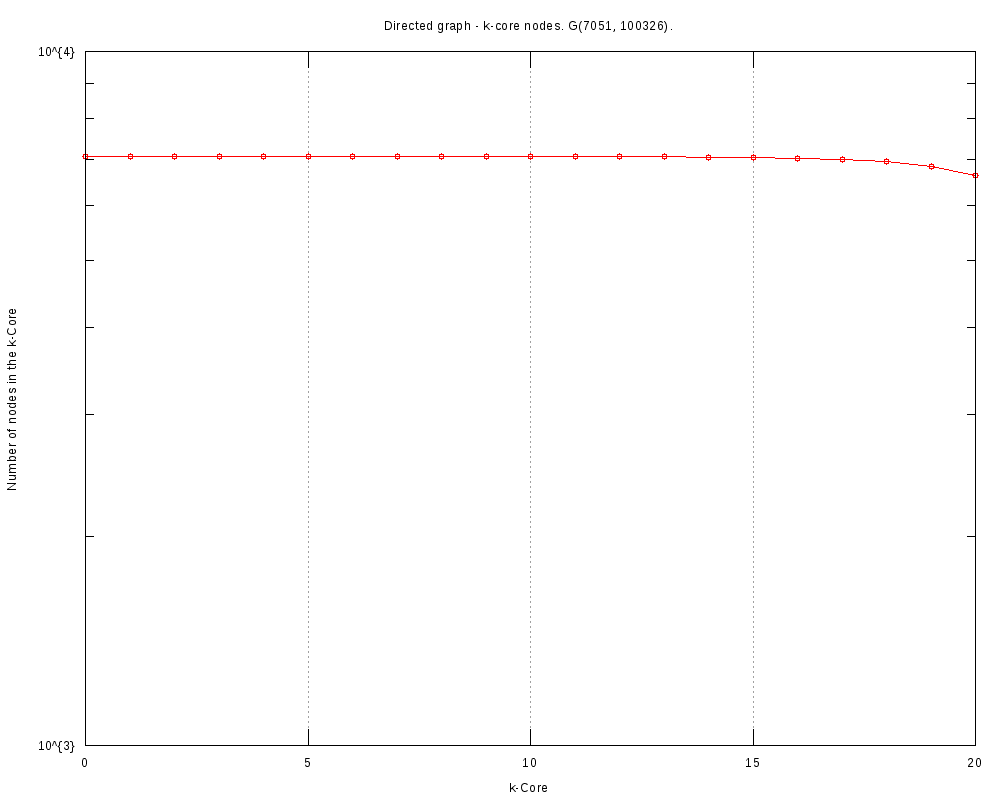 Directed graph - k-core nodes. G(7051, 100326).
10^{4}
Number of nodes in the k-Core
10^{3}
0 5 10 15 20
k-Core